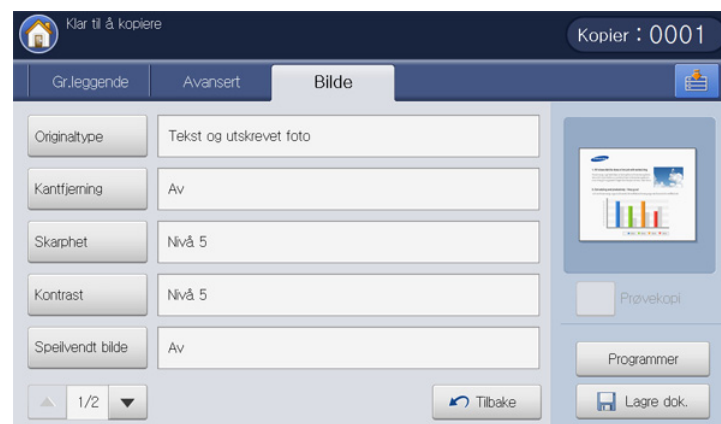 Klar til å kopiere
Kopier : 0001
Gr.leggende
Avansert
Bilde
Originaltype
Tekst og utskrevet foto
Kantfjerning
Av
Skarphet
Nivå 5
Kontrast
Nivå 5
Speilvendt bilde
Av
1/2
Tilbake
Prøvekopi
Programmer
Lagre dok.